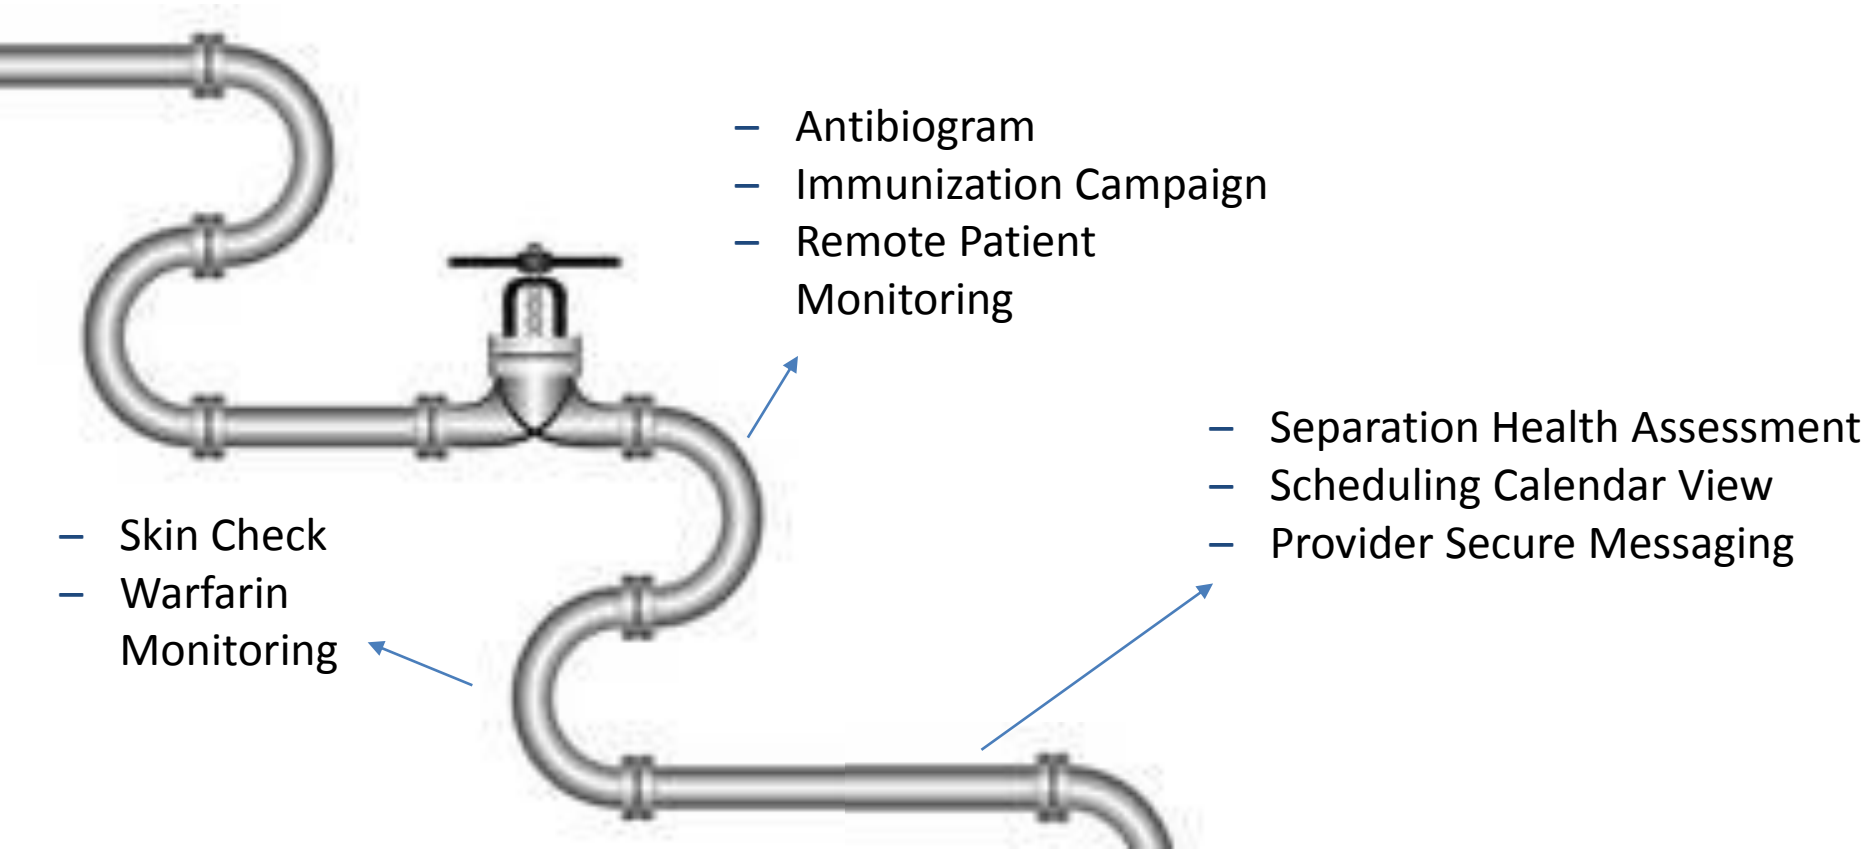 – Antibiogram
– Immunization Campaign
– Remote Patient
Monitoring
– Separation Health Assessment
– Scheduling Calendar View
– Provider Secure Messaging
– Skin Check
– Warfarin
Monitoring